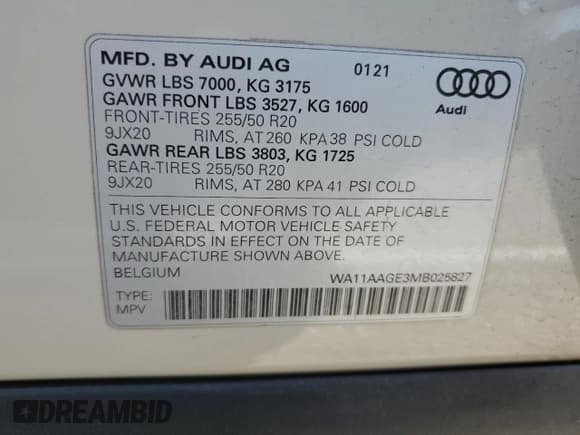 MFD. BY AUDI AG 0121
GVWR LBS 7000, KG 3175
GAWR FRONT LBS 3527, KG 1600
FRONT-TIRES 255/50 R20
9JX20 RIMS, AT 260 KPA 38 PSI COLD
GAWR REAR LBS 3803, KG 1725
REAR-TIRES 255/50 R20
9JX20 RIMS, AT 280 KPA 41 PSI COLD
Audi
THIS VEHICLE CONFORMS TO ALL APPLICABLE
U.S. FEDERAL MOTOR VEHICLE SAFETY
STANDARDS IN EFFECT ON THE DATE OF
MANUFACTURE SHOWN ABOVE.
BELGIUM WA11AAGE3MB025827
TYPE:
MPV
DREAMBID